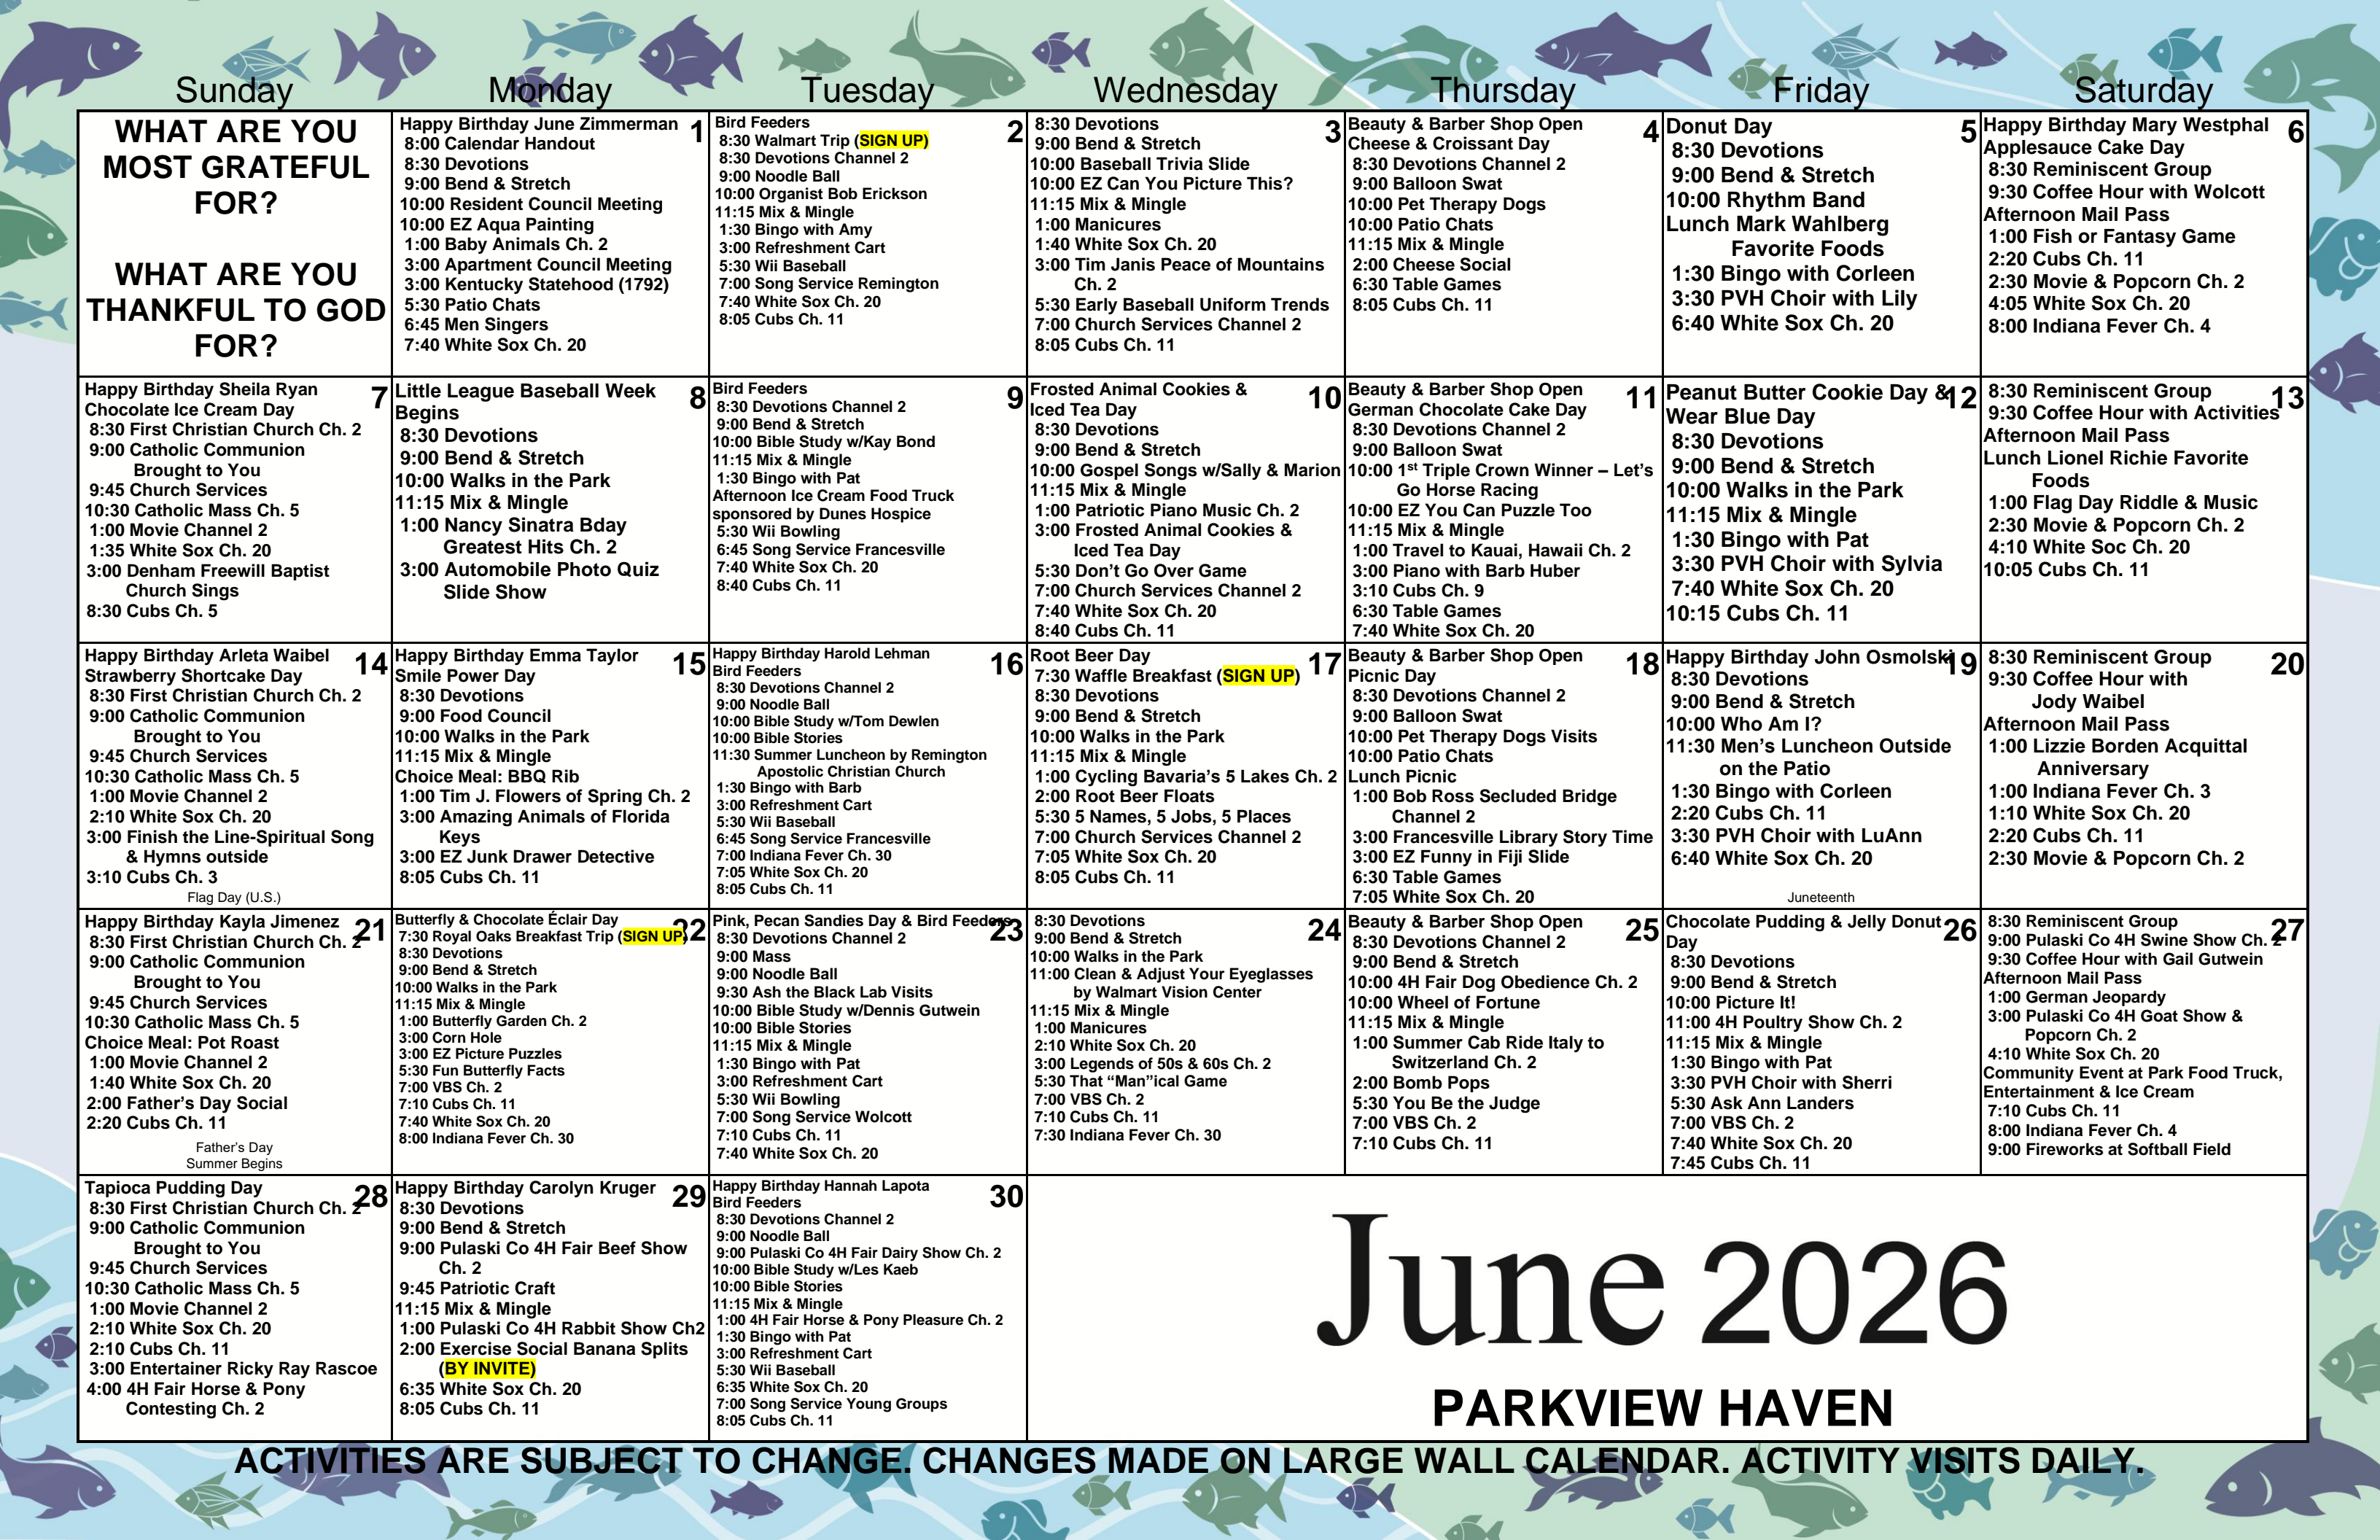 Sunday Monday Tuesday Wednesday Thursday Friday Saturday
WHAT ARE YOU
MOST GRATEFUL
FOR?
WHAT ARE YOU
THANKFUL TO GOD
FOR?
Happy Birthday June Zimmerman 1
8:00 Calendar Handout
8:30 Devotions
9:00 Bend & Stretch
10:00 Resident Council Meeting
10:00 EZ Aqua Painting
1:00 Baby Animals Ch. 2
3:00 Apartment Council Meeting
3:00 Kentucky Statehood (1792)
5:30 Patio Chats
6:45 Men Singers
7:40 White Sox Ch. 20
Bird Feeders 2
8:30 Walmart Trip (SIGN UP)
8:30 Devotions Channel 2
9:00 Noodle Ball
10:00 Organist Bob Erickson
11:15 Mix & Mingle
1:30 Bingo with Amy
3:00 Refreshment Cart
5:30 Wii Baseball
7:00 Song Service Remington
7:40 White Sox Ch. 20
8:05 Cubs Ch. 11
8:30 Devotions 3
9:00 Bend & Stretch
10:00 Baseball Trivia Slide
10:00 EZ Can You Picture This?
11:15 Mix & Mingle
1:00 Manicures
1:40 White Sox Ch. 20
3:00 Tim Janis Peace of Mountains
Ch. 2
5:30 Early Baseball Uniform Trends
7:00 Church Services Channel 2
8:05 Cubs Ch. 11
Beauty & Barber Shop Open 4
Cheese & Croissant Day
8:30 Devotions Channel 2
9:00 Balloon Swat
10:00 Pet Therapy Dogs
10:00 Patio Chats
11:15 Mix & Mingle
2:00 Cheese Social
6:30 Table Games
8:05 Cubs Ch. 11
Donut Day 5
8:30 Devotions
9:00 Bend & Stretch
10:00 Rhythm Band
Lunch Mark Wahlberg
Favorite Foods
1:30 Bingo with Corleen
3:30 PVH Choir with Lily
6:40 White Sox Ch. 20
Happy Birthday Mary Westphal 6
Applesauce Cake Day
8:30 Reminiscent Group
9:30 Coffee Hour with Wolcott
Afternoon Mail Pass
1:00 Fish or Fantasy Game
2:20 Cubs Ch. 11
2:30 Movie & Popcorn Ch. 2
4:05 White Sox Ch. 20
8:00 Indiana Fever Ch. 4
Happy Birthday Sheila Ryan 7
Chocolate Ice Cream Day
8:30 First Christian Church Ch. 2
9:00 Catholic Communion
Brought to You
9:45 Church Services
10:30 Catholic Mass Ch. 5
1:00 Movie Channel 2
1:35 White Sox Ch. 20
3:00 Denham Freewill Baptist
Church Sings
8:30 Cubs Ch. 5
Little League Baseball Week 8
Begins
8:30 Devotions
9:00 Bend & Stretch
10:00 Walks in the Park
11:15 Mix & Mingle
1:00 Nancy Sinatra Bday
Greatest Hits Ch. 2
3:00 Automobile Photo Quiz
Slide Show
Bird Feeders 9
8:30 Devotions Channel 2
9:00 Bend & Stretch
10:00 Bible Study w/Kay Bond
11:15 Mix & Mingle
1:30 Bingo with Pat
Afternoon Ice Cream Food Truck
sponsored by Dunes Hospice
5:30 Wii Bowling
6:45 Song Service Francesville
7:40 White Sox Ch. 20
8:40 Cubs Ch. 11
Frosted Animal Cookies & 10
Iced Tea Day
8:30 Devotions
9:00 Bend & Stretch
10:00 Gospel Songs w/Sally & Marion
11:15 Mix & Mingle
1:00 Patriotic Piano Music Ch. 2
3:00 Frosted Animal Cookies &
Iced Tea Day
5:30 Don't Go Over Game
7:00 Church Services Channel 2
7:40 White Sox Ch. 20
8:40 Cubs Ch. 11
Beauty & Barber Shop Open 11
German Chocolate Cake Day
8:30 Devotions Channel 2
9:00 Balloon Swat
10:00 1st Triple Crown Winner – Let's
Go Horse Racing
10:00 EZ You Can Puzzle Too
11:15 Mix & Mingle
1:00 Travel to Kauai, Hawaii Ch. 2
3:00 Piano with Barb Huber
3:10 Cubs Ch. 9
6:30 Table Games
7:40 White Sox Ch. 20
Peanut Butter Cookie Day & 12
Wear Blue Day
8:30 Devotions
9:00 Bend & Stretch
10:00 Walks in the Park
11:15 Mix & Mingle
1:30 Bingo with Pat
3:30 PVH Choir with Sylvia
7:40 White Sox Ch. 20
10:15 Cubs Ch. 11
8:30 Reminiscent Group 13
9:30 Coffee Hour with Activities
Afternoon Mail Pass
Lunch Lionel Richie Favorite
Foods
1:00 Flag Day Riddle & Music
2:30 Movie & Popcorn Ch. 2
4:10 White Soc Ch. 20
10:05 Cubs Ch. 11
Happy Birthday Arleta Waibel 14
Strawberry Shortcake Day
8:30 First Christian Church Ch. 2
9:00 Catholic Communion
Brought to You
9:45 Church Services
10:30 Catholic Mass Ch. 5
1:00 Movie Channel 2
2:10 White Sox Ch. 20
3:00 Finish the Line-Spiritual Song
& Hymns outside
3:10 Cubs Ch. 3
Flag Day (U.S.)
Happy Birthday Emma Taylor 15
Smile Power Day
8:30 Devotions
9:00 Food Council
10:00 Walks in the Park
11:15 Mix & Mingle
Choice Meal: BBQ Rib
1:00 Tim J. Flowers of Spring Ch. 2
3:00 Amazing Animals of Florida
Keys
3:00 EZ Junk Drawer Detective
8:05 Cubs Ch. 11
Happy Birthday Harold Lehman 16
Bird Feeders
8:30 Devotions Channel 2
9:00 Noodle Ball
10:00 Bible Study w/Tom Dewlen
10:00 Bible Stories
11:30 Summer Luncheon by Remington
Apostolic Christian Church
1:30 Bingo with Barb
3:00 Refreshment Cart
5:30 Wii Baseball
6:45 Song Service Francesville
7:00 Indiana Fever Ch. 30
7:05 White Sox Ch. 20
8:05 Cubs Ch. 11
Root Beer Day 17
7:30 Waffle Breakfast (SIGN UP)
8:30 Devotions
9:00 Bend & Stretch
10:00 Walks in the Park
11:15 Mix & Mingle
1:00 Cycling Bavaria's 5 Lakes Ch. 2
2:00 Root Beer Floats
5:30 5 Names, 5 Jobs, 5 Places
7:00 Church Services Channel 2
7:05 White Sox Ch. 20
8:05 Cubs Ch. 11
Beauty & Barber Shop Open 18
Picnic Day
8:30 Devotions Channel 2
9:00 Balloon Swat
10:00 Pet Therapy Dogs Visits
10:00 Patio Chats
Lunch Picnic
1:00 Bob Ross Secluded Bridge
Channel 2
3:00 Francesville Library Story Time
3:00 EZ Funny in Fiji Slide
6:30 Table Games
7:05 White Sox Ch. 20
Happy Birthday John Osmolski 19
8:30 Devotions
9:00 Bend & Stretch
10:00 Who Am I?
11:30 Men's Luncheon Outside
on the Patio
1:30 Bingo with Corleen
2:20 Cubs Ch. 11
3:30 PVH Choir with LuAnn
6:40 White Sox Ch. 20
Juneteenth
8:30 Reminiscent Group 20
9:30 Coffee Hour with
Jody Waibel
Afternoon Mail Pass
1:00 Lizzie Borden Acquittal
Anniversary
1:00 Indiana Fever Ch. 3
1:10 White Sox Ch. 20
2:20 Cubs Ch. 11
2:30 Movie & Popcorn Ch. 2
Happy Birthday Kayla Jimenez 21
8:30 First Christian Church Ch. 2
9:00 Catholic Communion
Brought to You
9:45 Church Services
10:30 Catholic Mass Ch. 5
Choice Meal: Pot Roast
1:00 Movie Channel 2
1:40 White Sox Ch. 20
2:00 Father's Day Social
2:20 Cubs Ch. 11
Father's Day
Summer Begins
Butterfly & Chocolate Éclair Day 22
7:30 Royal Oaks Breakfast Trip (SIGN UP)
8:30 Devotions
9:00 Bend & Stretch
10:00 Walks in the Park
11:15 Mix & Mingle
1:00 Butterfly Garden Ch. 2
3:00 Corn Hole
3:00 EZ Picture Puzzles
5:30 Fun Butterfly Facts
7:00 VBS Ch. 2
7:10 Cubs Ch. 11
7:40 White Sox Ch. 20
8:00 Indiana Fever Ch. 30
Pink, Pecan Sandies Day & Bird Feeders 23
8:30 Devotions Channel 2
9:00 Mass
9:00 Noodle Ball
9:30 Ash the Black Lab Visits
10:00 Bible Study w/Dennis Gutwein
10:00 Bible Stories
11:15 Mix & Mingle
1:30 Bingo with Pat
3:00 Refreshment Cart
5:30 Wii Bowling
7:00 Song Service Wolcott
7:10 Cubs Ch. 11
7:40 White Sox Ch. 20
8:30 Devotions 24
9:00 Bend & Stretch
10:00 Walks in the Park
11:00 Clean & Adjust Your Eyeglasses
by Walmart Vision Center
11:15 Mix & Mingle
1:00 Manicures
2:10 White Sox Ch. 20
3:00 Legends of 50s & 60s Ch. 2
5:30 That “Man”ical Game
7:00 VBS Ch. 2
7:10 Cubs Ch. 11
7:30 Indiana Fever Ch. 30
Beauty & Barber Shop Open 25
8:30 Devotions Channel 2
9:00 Bend & Stretch
10:00 4H Fair Dog Obedience Ch. 2
10:00 Wheel of Fortune
11:15 Mix & Mingle
1:00 Summer Cab Ride Italy to
Switzerland Ch. 2
2:00 Bomb Pops
5:30 You Be the Judge
7:00 VBS Ch. 2
7:10 Cubs Ch. 11
Chocolate Pudding & Jelly Donut 26
Day
8:30 Devotions
9:00 Bend & Stretch
10:00 Picture It!
11:00 4H Poultry Show Ch. 2
11:15 Mix & Mingle
1:30 Bingo with Pat
3:30 PVH Choir with Sherri
5:30 Ask Ann Landers
7:00 VBS Ch. 2
7:40 White Sox Ch. 20
7:45 Cubs Ch. 11
8:30 Reminiscent Group 27
9:00 Pulaski Co 4H Swine Show Ch. 2
9:30 Coffee Hour with Gail Gutwein
Afternoon Mail Pass
1:00 German Jeopardy
3:00 Pulaski Co 4H Goat Show &
Popcorn Ch. 2
4:10 White Sox Ch. 20
Community Event at Park Food Truck,
Entertainment & Ice Cream
7:10 Cubs Ch. 11
8:00 Indiana Fever Ch. 4
9:00 Fireworks at Softball Field
Tapioca Pudding Day 28
8:30 First Christian Church Ch. 2
9:00 Catholic Communion
Brought to You
9:45 Church Services
10:30 Catholic Mass Ch. 5
1:00 Movie Channel 2
2:10 White Sox Ch. 20
2:10 Cubs Ch. 11
3:00 Entertainer Ricky Ray Rascoe
4:00 4H Fair Horse & Pony
Contesting Ch. 2
Happy Birthday Carolyn Kruger 29
8:30 Devotions
9:00 Bend & Stretch
9:00 Pulaski Co 4H Fair Beef Show
Ch. 2
9:45 Patriotic Craft
11:15 Mix & Mingle
1:00 Pulaski Co 4H Rabbit Show Ch2
2:00 Exercise Social Banana Splits
(BY INVITE)
6:35 White Sox Ch. 20
8:05 Cubs Ch. 11
Happy Birthday Hannah Lapota 30
Bird Feeders
8:30 Devotions Channel 2
9:00 Noodle Ball
9:00 Pulaski Co 4H Fair Dairy Show Ch. 2
10:00 Bible Study w/Les Kaeb
10:00 Bible Stories
11:15 Mix & Mingle
1:00 4H Fair Horse & Pony Pleasure Ch. 2
1:30 Bingo with Pat
3:00 Refreshment Cart
5:30 Wii Baseball
6:35 White Sox Ch. 20
7:00 Song Service Young Groups
8:05 Cubs Ch. 11
June 2026
PARKVIEW HAVEN
ACTIVITIES ARE SUBJECT TO CHANGE. CHANGES MADE ON LARGE WALL CALENDAR. ACTIVITY VISITS DAILY.